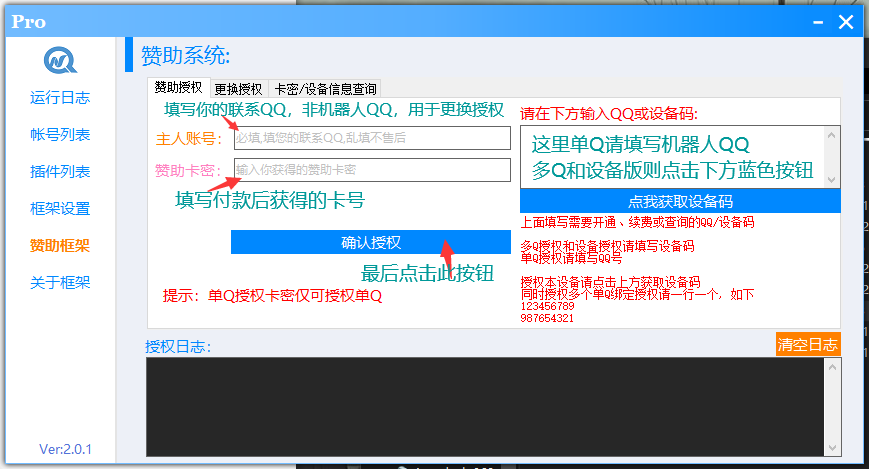 Pro
运行日志
帐号列表
插件列表
框架设置
赞助框架
关于框架
Ver:2.0.1
赞助系统:
赞助授权
更换授权
卡密/设备信息查询
填写你的联系QQ，非机器人QQ，用于更换授权
主人账号：
必填,填您的联系QQ,乱填不售后
赞助卡密：
输入你获得的赞助卡密
填写付款后获得的卡号
确认授权
最后点击此按钮
提示：单Q授权卡密仅可授权单Q
请在下方输入QQ或设备码:
这里单Q请填写机器人QQ
多Q和设备版则点击下方蓝色按钮
点我获取设备码
上面填写需要开通、续费或查询的QQ/设备码
多Q授权和设备授权请填写设备码
单Q授权请填写QQ号
授权本设备请点击上方获取设备码
同时授权多个单Q绑定授权请一行一个，如下
123456789
987654321
授权日志:
清空日志